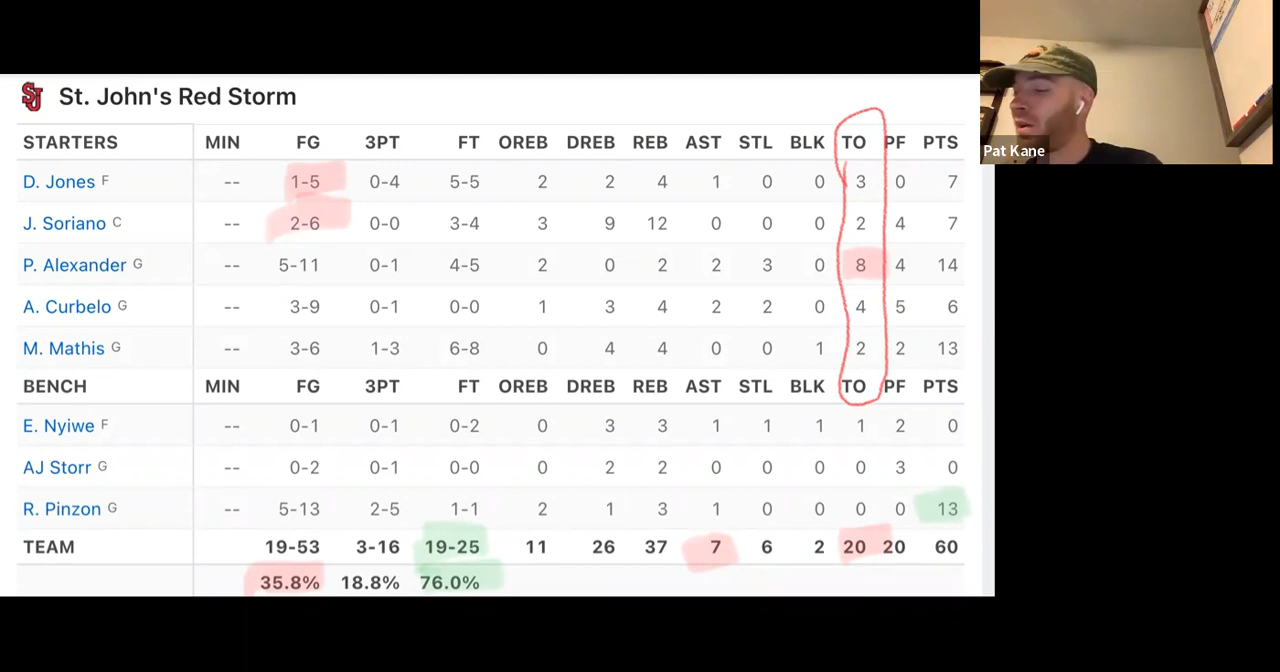 SJ St. John's Red Storm
STARTERS MIN FG 3PT FT OREB DREB REB AST STL BLK TO PF PTS
D. Jones F -- 1-5 0-4 5-5 2 2 4 1 0 0 3 0 7
J. Soriano C -- 2-6 0-0 3-4 3 9 12 0 0 0 2 4 7
P. Alexander G -- 5-11 0-1 4-5 2 0 2 2 3 0 8 4 14
A. Curbelo G -- 3-9 0-1 0-0 1 3 4 2 2 0 4 5 6
M. Mathis G -- 3-6 1-3 6-8 0 4 4 0 0 1 2 2 13
BENCH MIN FG 3PT FT OREB DREB REB AST STL BLK TO PF PTS
E. Nyiwe F -- 0-1 0-1 0-2 0 3 3 1 1 1 1 2 0
AJ Storr G -- 0-2 0-1 0-0 0 2 2 0 0 0 0 3 0
R. Pinzon G -- 5-13 2-5 1-1 2 1 3 1 0 0 0 0 13
TEAM 19-53 3-16 19-25 11 26 37 7 6 2 20 20 60
35.8% 18.8% 76.0%
Pat Kane